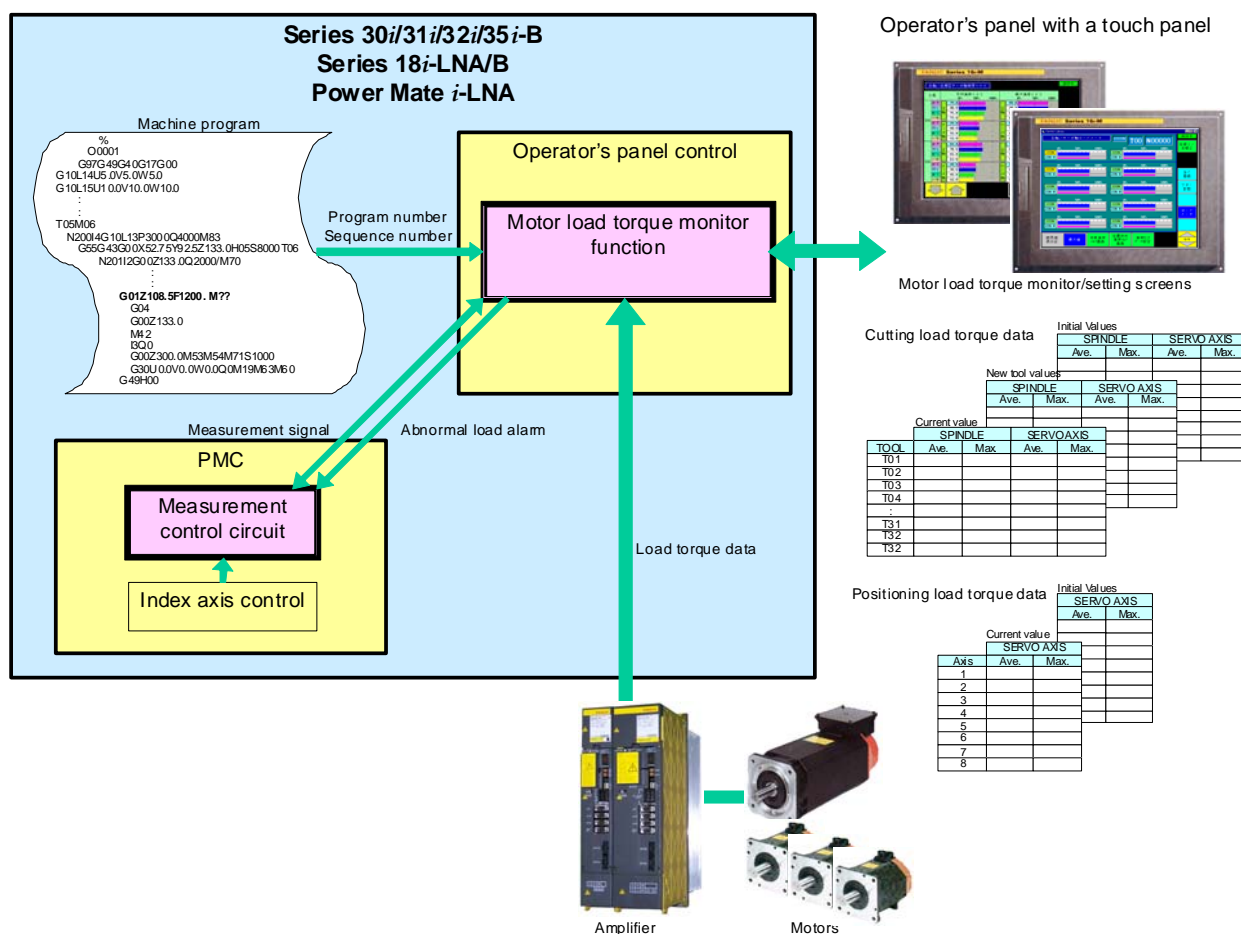 Series 30i/31i/32i/35i-B
Series 18i-LNA/B
Power Mate i-LNA
Operator's panel with a touch panel
Machine program
%
O0001
G97G49G40G17G00
G10L14U5.0V5.0W5.0
G10L15U10.0V10.0W10.0
:
:
T05M06
N200I4G10L13P3000Q4000M83
G55G43G00X52.75Y92.5Z133.0H05S8000T06
N201I2G00Z133.0Q2000/M70
:
:
G01Z108.5F1200. M??
G04
G00Z133.0
M42
I3Q0
G00Z300.0M53M54M71S1000
G30U0.0V0.0W0.0Q0M19M63M60
G49H00
Program number
Sequence number
Operator's panel control
Motor load torque monitor
function
FANUC Series 16i-M
FANUC Series 16i-M
Motor load torque monitor/setting screens
Measurement signal
Abnormal load alarm
PMC
Measurement
control circuit
Index axis control
Load torque data
Cutting load torque data
Initial Values
SPINDLE SERVO AXIS
Ave. Max. Ave. Max.
New tool values
SPINDLE SERVO AXIS
Ave. Max. Ave. Max.
Current value
SPINDLE SERVO AXIS
TOOL Ave. Max. Ave. Max.
T01
T02
T03
T04
:
T31
T32
T32
Positioning load torque data
Initial Values
SERVO AXIS
Ave. Max.
Current value
SERVO AXIS
Axis Ave. Max.
1
2
3
4
5
6
7
8
Amplifier
Motors